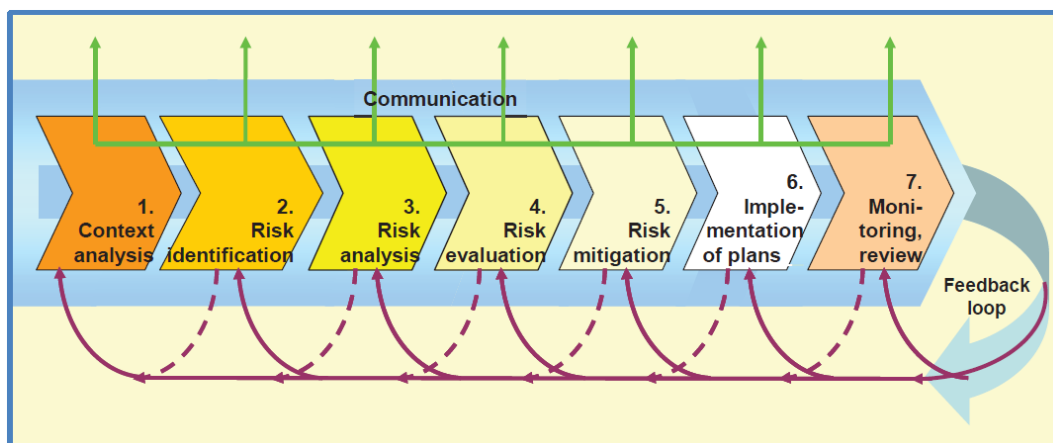 Communication
1.
Context
analysis
2.
Risk
identification
3.
Risk
analysis
4.
Risk
evaluation
5.
Risk
mitigation
6.
Imple-
mentation
of plans
7.
Moni-
toring,
review
Feedback
loop